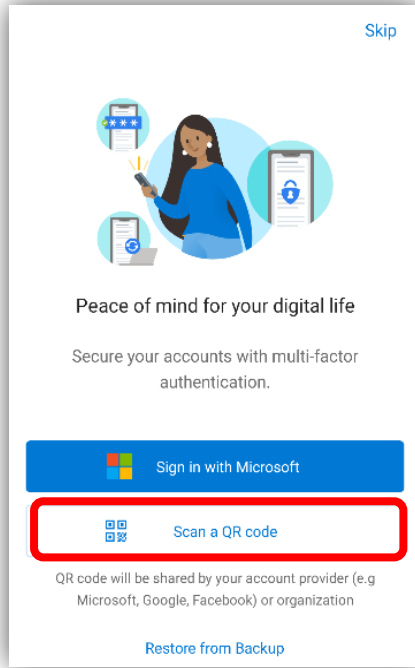 Skip
* * * *
Peace of mind for your digital life
Secure your accounts with multi-factor
authentication.
Sign in with Microsoft
Scan a QR code
QR code will be shared by your account provider (e.g
Microsoft, Google, Facebook) or organization
Restore from Backup